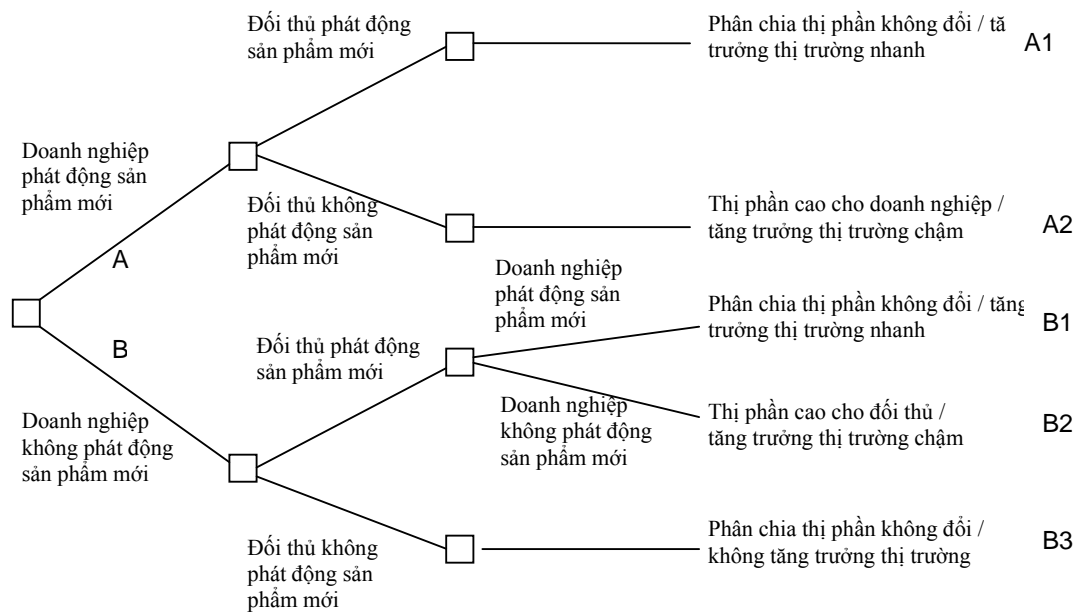 Đối thủ phát động
sản phẩm mới
Phân chia thị phần không đổi / tă
trưởng thị trường nhanh
A1
Doanh nghiệp
phát động sản
phẩm mới
A
Đối thủ không
phát động sản
phẩm mới
Thị phần cao cho doanh nghiệp /
tăng trưởng thị trường chậm
A2
Doanh nghiệp
phát động sản
phẩm mới
Phân chia thị phần không đổi / tăng
trưởng thị trường nhanh
B1
B
Đối thủ phát động
sản phẩm mới
Doanh nghiệp
không phát động
sản phẩm mới
Thị phần cao cho đối thủ /
tăng trưởng thị trường chậm
B2
Doanh nghiệp
không phát động
sản phẩm mới
Đối thủ không
phát động sản
phẩm mới
Phân chia thị phần không đổi /
không tăng trưởng thị trường
B3